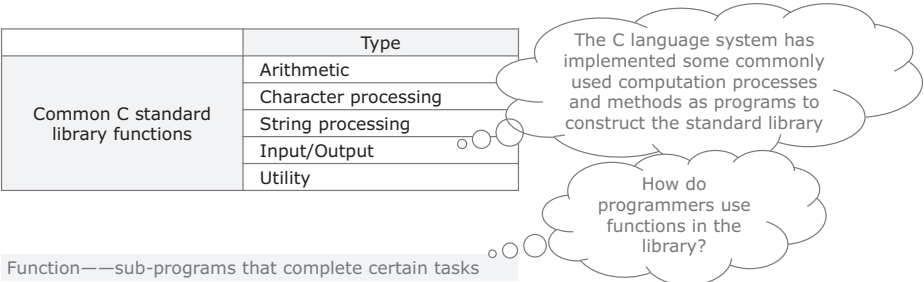 Type
Common C standard
library functions
Arithmetic
Character processing
String processing
Input/Output
Utility
The C language system has
implemented some commonly
used computation processes
and methods as programs to
construct the standard library
How do
programmers use
functions in the
library?
Function——sub-programs that complete certain tasks